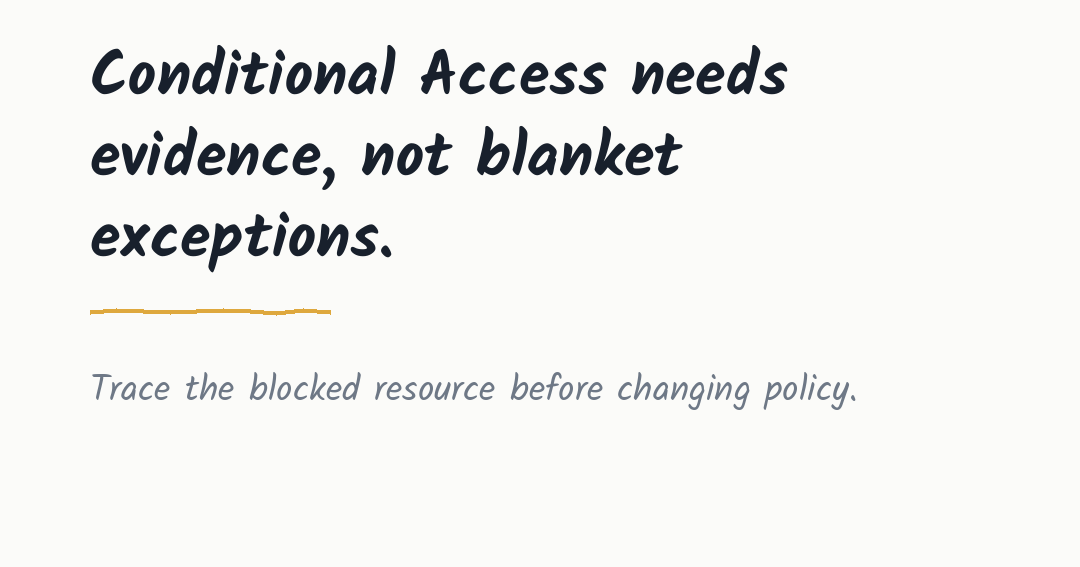 Conditional Access needs
evidence, not blanket
exceptions.
Trace the blocked resource before changing policy.